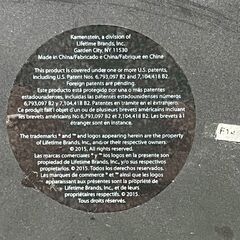 Kamenstein, a division of
Lifetime Brands, Inc.
Garden City, NY 11530
Made in China/Fabricado e China/Fabrique en Chine
This product is covered under one or more U.S. patents,
including U.S. Patent Nos. 6,793,097 B2 and 7,104,418 B2.
Foreign patents are pending.
Este producto está protegido por una o más patentes
estadounidenses, incluyendo las patentes estadounidenses números
6,793,097 B2 y 7,104,418 B2. Patentes en trámite en el extranjero.
Ce produit est l'objet d'un ou de plusieurs brevets américains incluant
les brevets américains Nos 6,793,097 B2 et 7,104,418 B2. Les brevets à
l'étranger sont en instance.
The trademarks ® and ™ and logos appearing herein are the property
of Lifetime Brands, Inc. and/or their respective owners.
© 2015. All rights reserved.
Las marcas comerciales ® y ™ y los logos en la presente son
propiedad de Lifetime Brands, Inc. y/o sus respectivos proprietarios.
© 2015. Todos los derechos reservados.
Les marques de commerce ® et ™ ainsi que les logos
apparaissant aux présentes sont la propriété de
Lifetime Brands, Inc. et de leurs
propriétaires respectifs. © 2015.
Tous droits réservés.